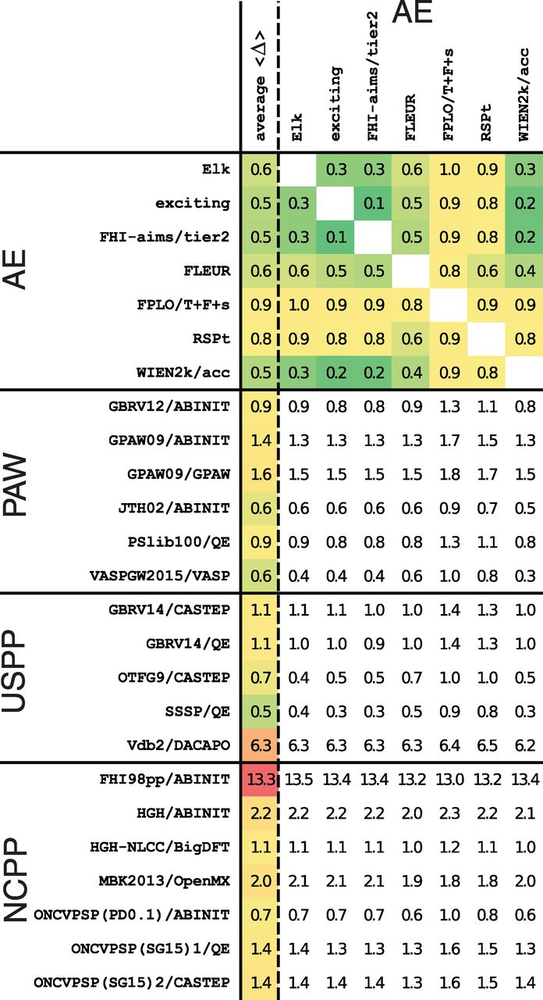 AE
average <Δ> Elk exciting FHI-aims/tier2 FLEUR FPLO/T+F+s RSPt WIEN2k/acc
AE
Elk 0.6 0.3 0.3 0.6 1.0 0.9 0.3
exciting 0.5 0.3 0.1 0.5 0.9 0.8 0.2
FHI-aims/tier2 0.5 0.3 0.1 0.5 0.9 0.8 0.2
FLEUR 0.6 0.6 0.5 0.5 0.8 0.6 0.4
FPLO/T+F+s 0.9 1.0 0.9 0.9 0.8 0.9 0.9
RSPt 0.8 0.9 0.8 0.8 0.6 0.9 0.8
WIEN2k/acc 0.5 0.3 0.2 0.2 0.4 0.9 0.8
PAW
GBRV12/ABINIT 0.9 0.9 0.8 0.8 0.9 1.3 1.1 0.8
GPAW09/ABINIT 1.4 1.3 1.3 1.3 1.3 1.7 1.5 1.3
GPAW09/GPAW 1.6 1.5 1.5 1.5 1.5 1.8 1.7 1.5
JTH02/ABINIT 0.6 0.6 0.6 0.6 0.6 0.9 0.7 0.5
PSlib100/QE 0.9 0.9 0.8 0.8 0.8 1.3 1.1 0.8
VASPGW2015/VASP 0.6 0.4 0.4 0.4 0.6 1.0 0.8 0.3
USPP
GBRV14/CASTEP 1.1 1.1 1.1 1.0 1.0 1.4 1.3 1.0
GBRV14/QE 1.1 1.0 1.0 0.9 1.0 1.4 1.3 1.0
OTFG9/CASTEP 0.7 0.4 0.5 0.5 0.7 1.0 1.0 0.5
SSSP/QE 0.5 0.4 0.3 0.3 0.5 0.9 0.8 0.3
Vdb2/DACAPO 6.3 6.3 6.3 6.3 6.3 6.4 6.5 6.2
NCPP
FHI98pp/ABINIT 13.3 13.5 13.4 13.4 13.2 13.0 13.2 13.4
HGH/ABINIT 2.2 2.2 2.2 2.2 2.0 2.3 2.2 2.1
HGH-NLCC/BigDFT 1.1 1.1 1.1 1.1 1.0 1.2 1.1 1.0
MBK2013/OpenMX 2.0 2.1 2.1 2.1 1.9 1.8 1.8 2.0
ONCVPSP(PD0.1)/ABINIT 0.7 0.7 0.7 0.7 0.6 1.0 0.8 0.6
ONCVPSP(SG15)1/QE 1.4 1.4 1.3 1.3 1.3 1.6 1.5 1.3
ONCVPSP(SG15)2/CASTEP 1.4 1.4 1.4 1.4 1.3 1.6 1.5 1.4